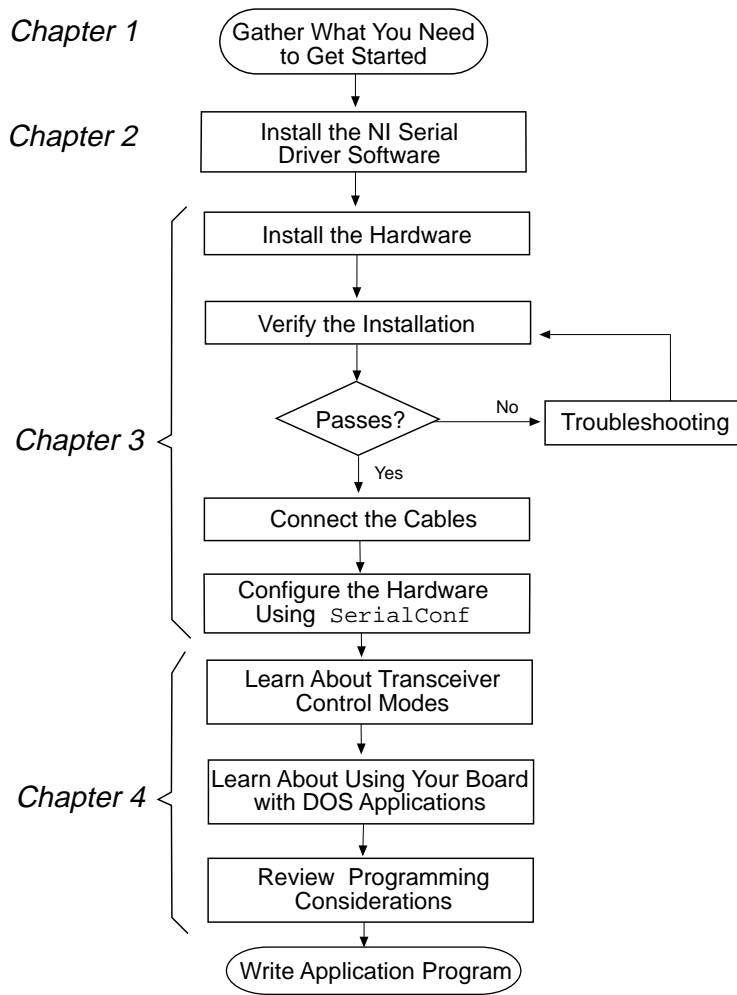 Chapter 1
Gather What You Need
to Get Started
Chapter 2
Install the NI Serial
Driver Software
Install the Hardware
Verify the Installation
Chapter 3
Passes?
No
Troubleshooting
Yes
Connect the Cables
Configure the Hardware
Using SerialConf
Learn About Transceiver
Control Modes
Chapter 4
Learn About Using Your Board
with DOS Applications
Review Programming
Considerations
Write Application Program